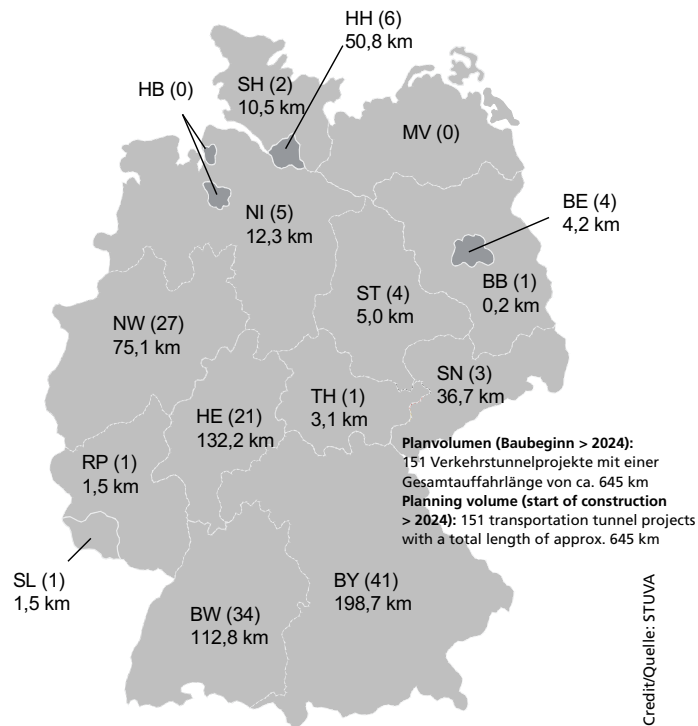 HH (6)
50,8 km
HB (0)
SH (2)
10,5 km
MV (0)
BE (4)
4,2 km
NI (5)
12,3 km
BB (1)
0,2 km
ST (4)
5,0 km
NW (27)
75,1 km
SN (3)
36,7 km
TH (1)
3,1 km
HE (21)
132,2 km
RP (1)
1,5 km
Planvolumen (Baubeginn > 2024):
151 Verkehrstunnelprojekte mit einer
Gesamtauffahrlänge von ca. 645 km
Planning volume (start of construction
> 2024): 151 transportation tunnel projects
with a total length of approx. 645 km
SL (1)
1,5 km
BY (41)
198,7 km
BW (34)
112,8 km
Credit/Quelle: STUVA